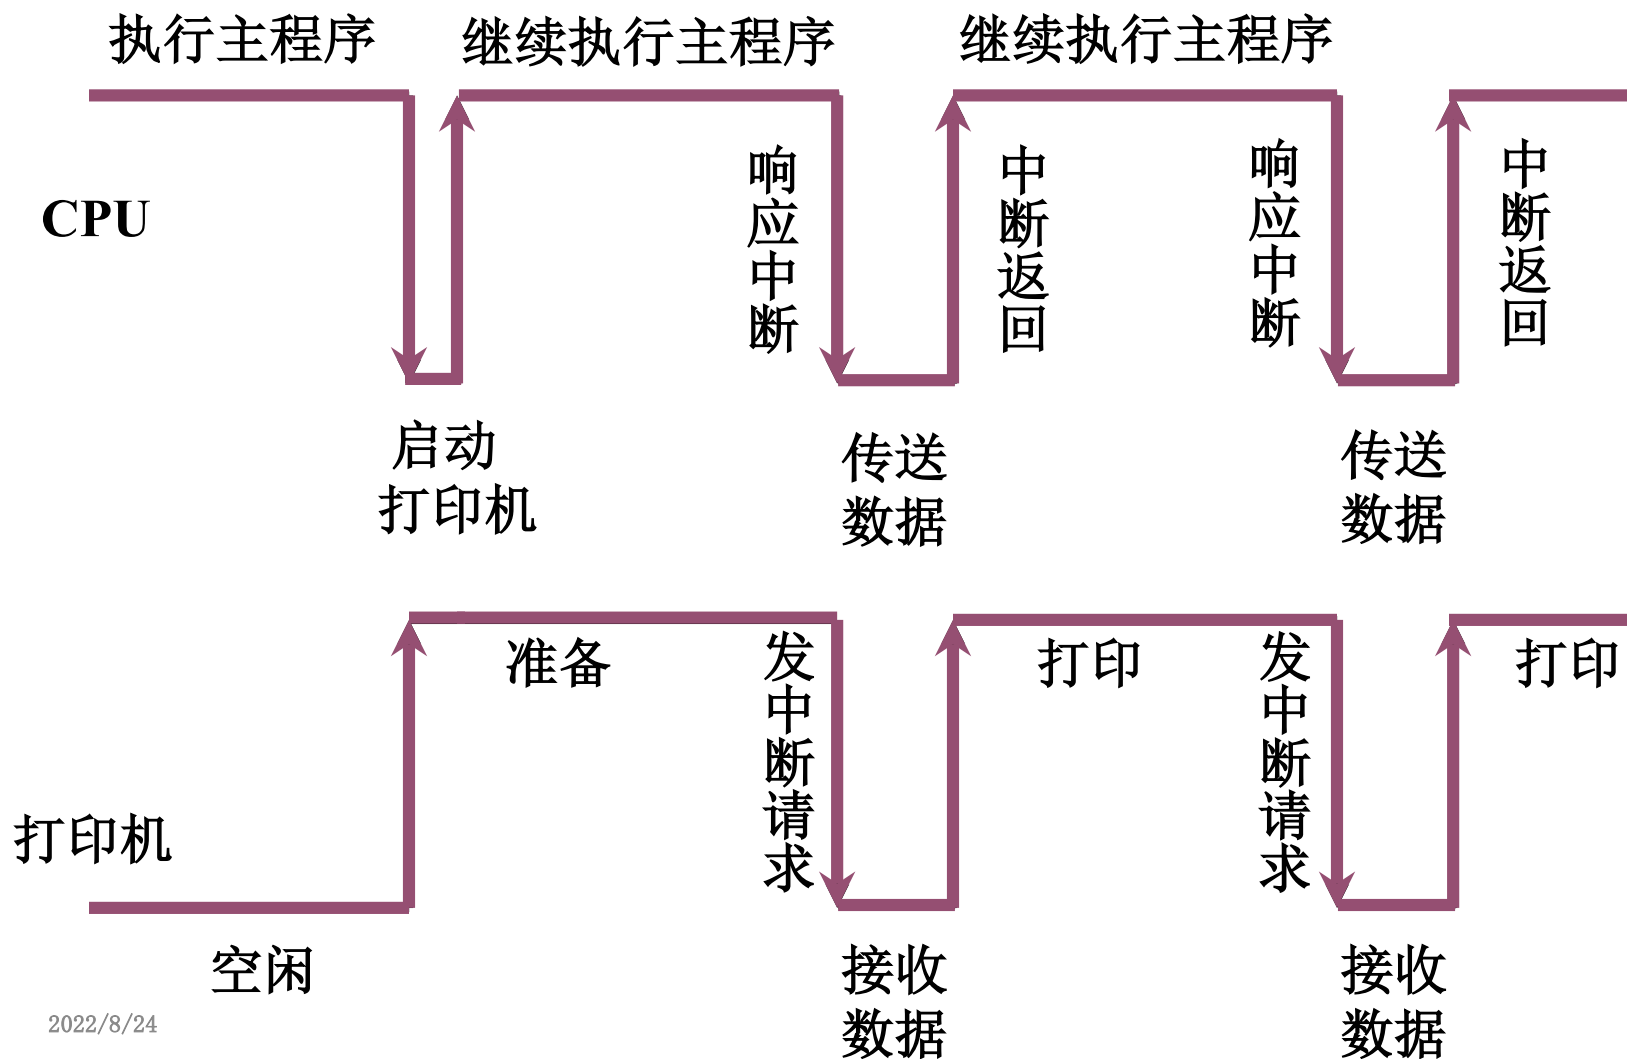 执行主程序
继续执行主程序
继续执行主程序
CPU
响应中断
中断返回
响应中断
中断返回
启动
打印机
传送
数据
传送
数据
打印机
空闲
准备
发中断请求
打印
发中断请求
打印
接收
数据
接收
数据
2022/8/24